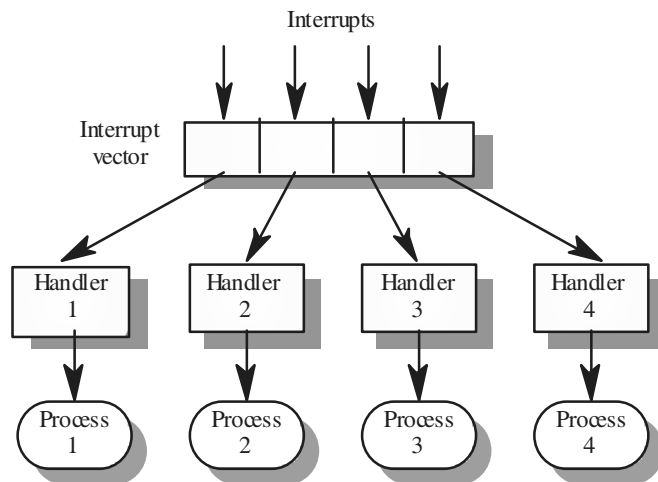 Interrupts
Interrupt
vector
Handler
1
Handler
2
Handler
3
Handler
4
Process
1
Process
2
Process
3
Process
4